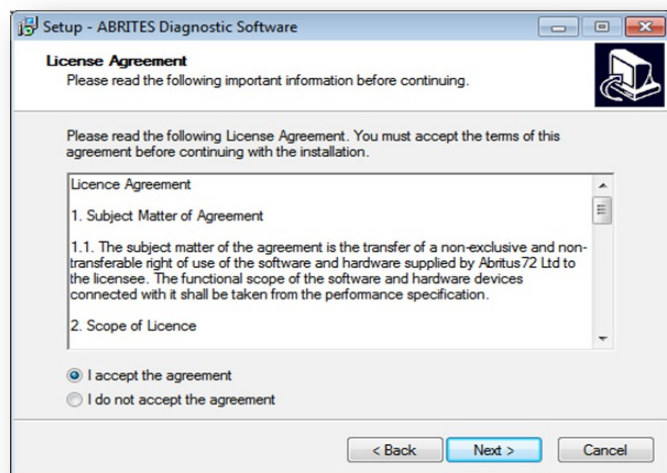 Setup - ABRITES Diagnostic Software
License Agreement
Please read the following important information before continuing.
Please read the following License Agreement. You must accept the terms of this
agreement before continuing with the installation.
Licence Agreement
1. Subject Matter of Agreement
1.1. The subject matter of the agreement is the transfer of a non-exclusive and non-
transferable right of use of the software and hardware supplied by Abritus72 Ltd to
the licensee. The functional scope of the software and hardware devices
connected with it shall be taken from the performance specification.
2. Scope of Licence
I accept the agreement
I do not accept the agreement
< Back
Next >
Cancel